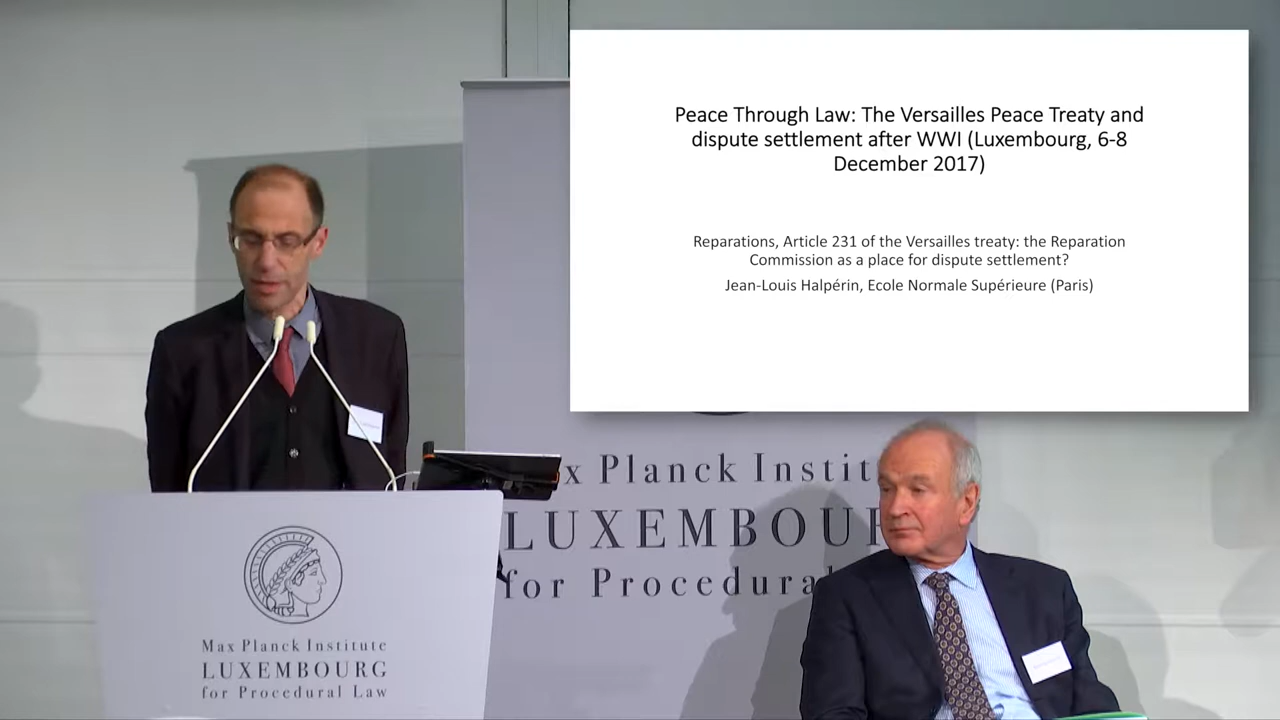 Peace Through Law: The Versailles Peace Treaty and
dispute settlement after WWI (Luxembourg, 6-8
December 2017)
Reparations, Article 231 of the Versailles treaty: the Reparation
Commission as a place for dispute settlement?
Jean-Louis Halpérin, Ecole Normale Supérieure (Paris)
x Planck Instit
LUXEMBOUR
for Procedural
Max Planck Institute
LUXEMBOURG
for Procedural Law